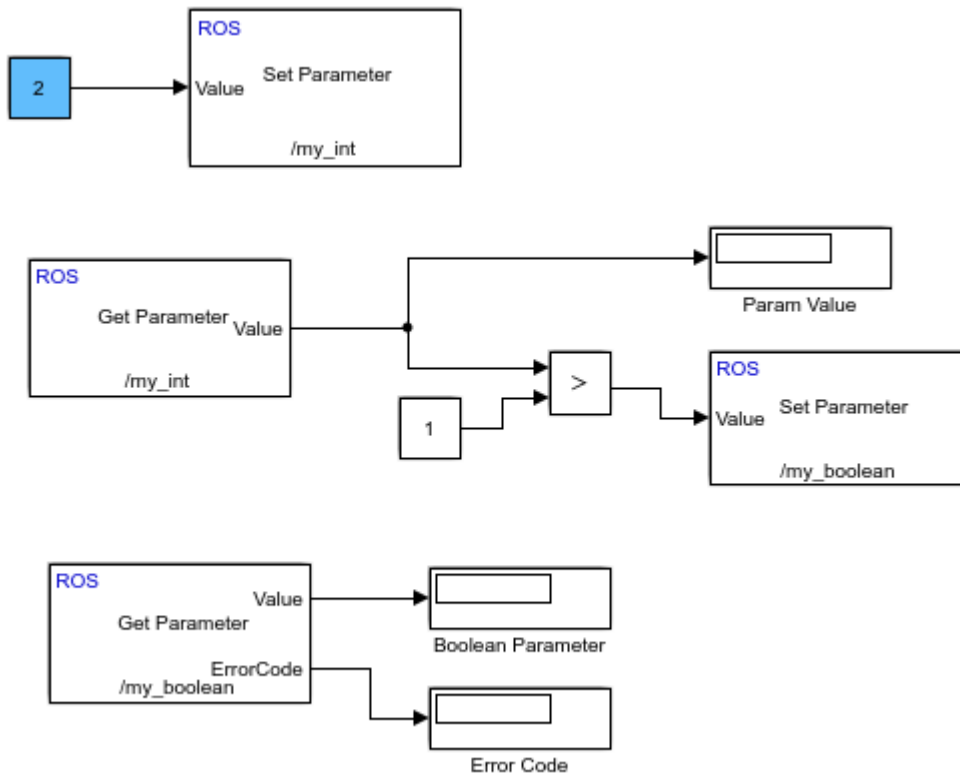 ROS
2
Value
Set Parameter
/my_int
ROS
Get Parameter
Value
/my_int
Param Value
1
>
ROS
Value
Set Parameter
/my_boolean
ROS
Value
Get Parameter
ErrorCode
/my_boolean
Boolean Parameter
Error Code